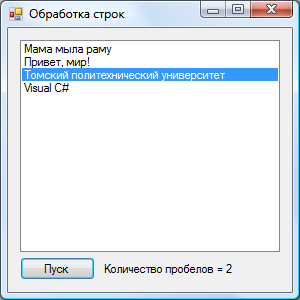 Обработка строк
Мама мыла раму
Привет, мир!
Томский политехнический университет
Visual C#
Пуск
Количество пробелов = 2